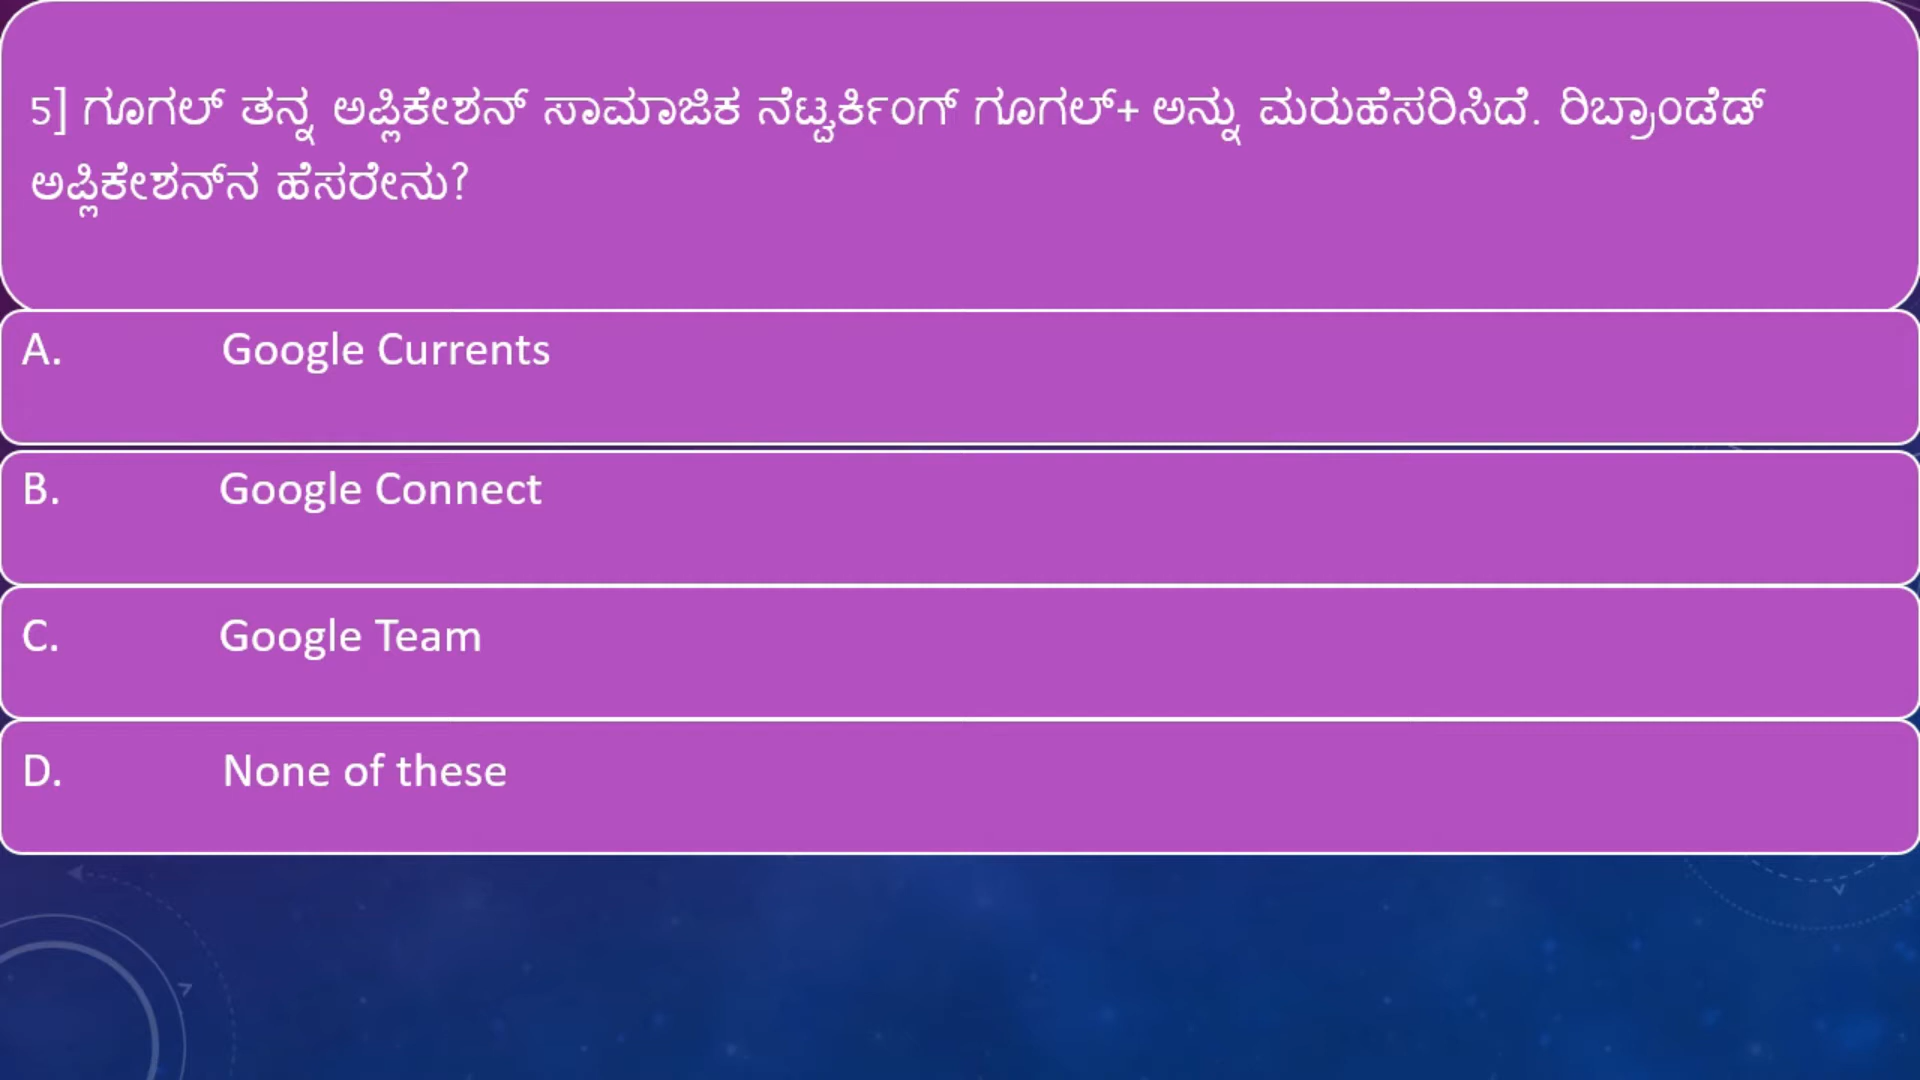 5] ಗೂಗಲ್ ತನ್ನ ಅಪ್ಲಿಕೇಶನ್ ಸಾಮಾಜಿಕ ನೆಟ್ವರ್ಕಿಂಗ್ ಗೂಗಲ್+ ಅನ್ನು ಮರುಹೆಸರಿಸಿದೆ. ರಿಬ್ರಾಂಡೆಡ್
ಅಪ್ಲಿಕೇಶನ್‌ನ ಹೆಸರೇನು?
A. Google Currents
B. Google Connect
C. Google Team
D. None of these